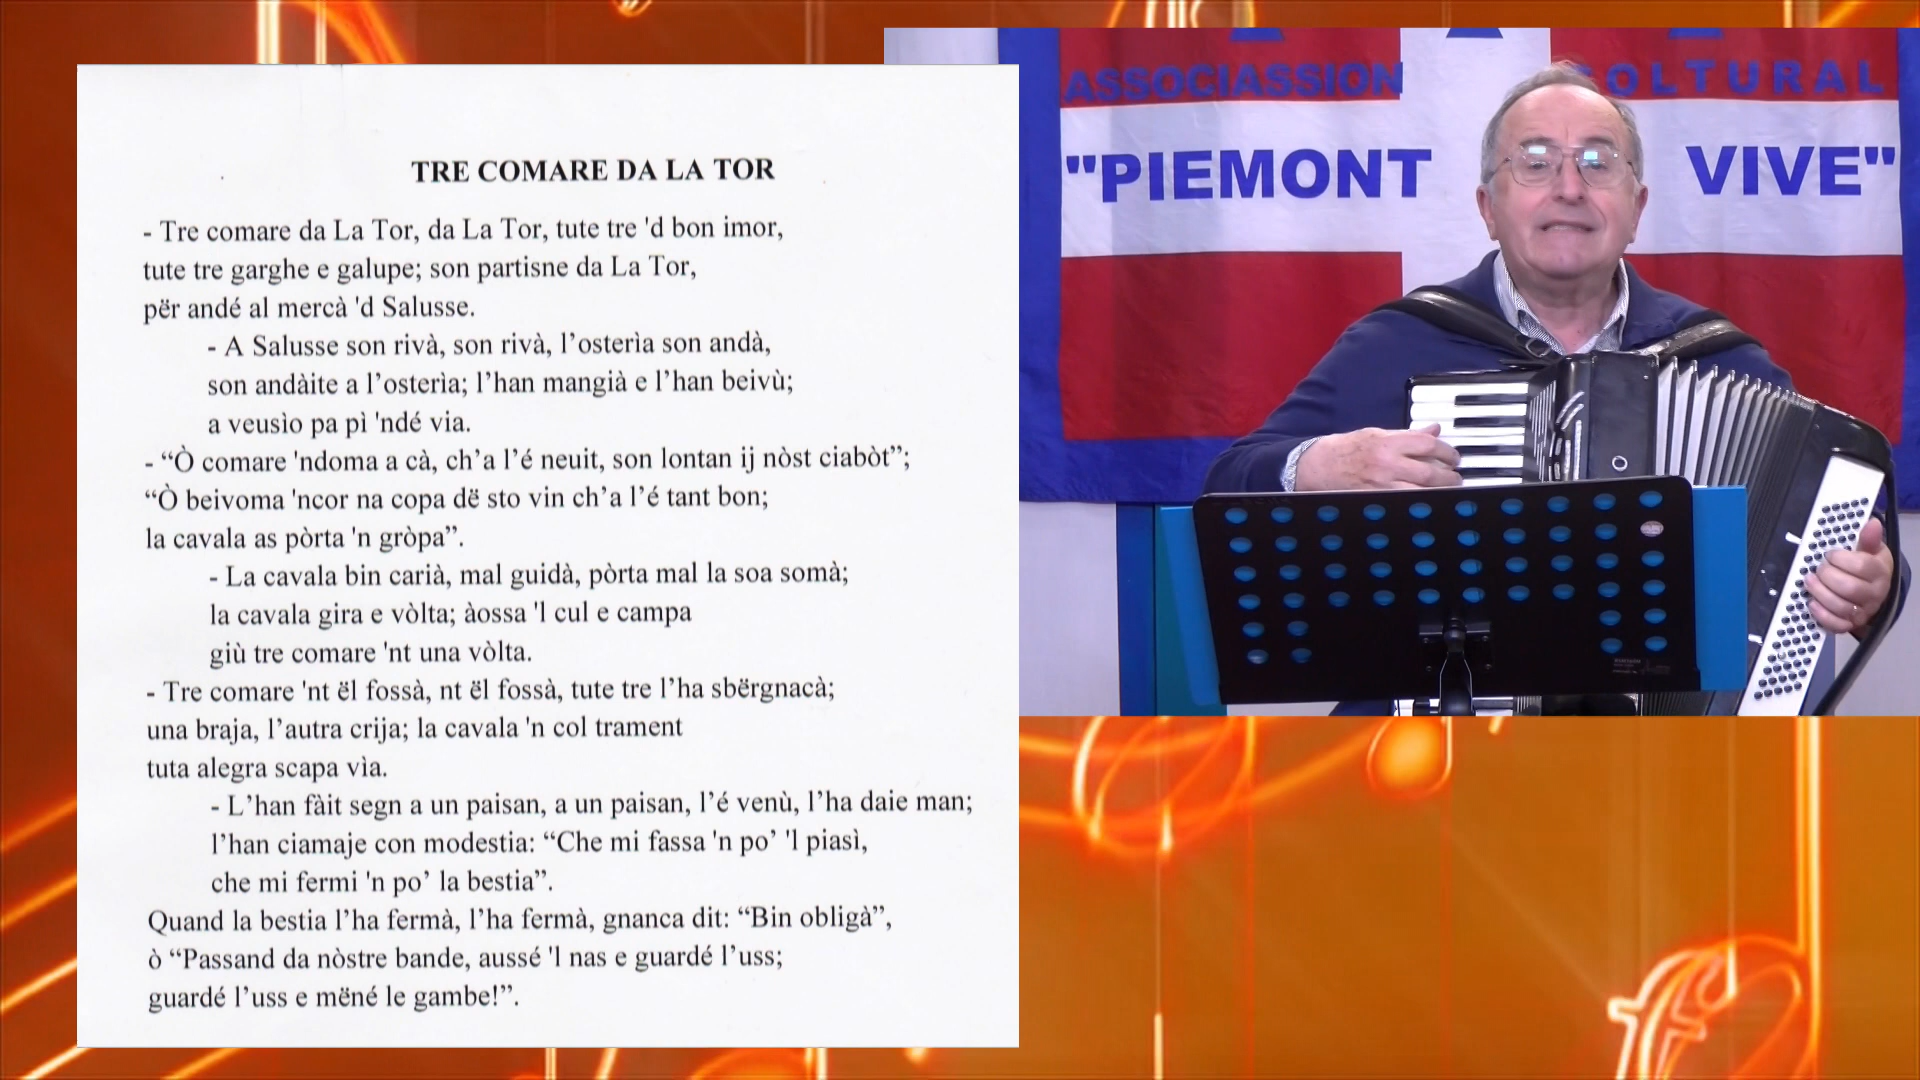 TRE COMARE DA LA TOR
- Tre comare da La Tor, da La Tor, tute tre 'd bon imor,
tute tre garghe e galupe; son partisne da La Tor,
për andé al mercà 'd Salusse.
- A Salusse son rivà, son rivà, l’osterìa son andà,
son andàite a l’osterìa; l’han mangià e l’han beivù;
a veusìo pa pì 'ndé via.
- “Ò comare 'ndoma a cà, ch’a l’é neuit, son lontan ij nòst ciabòt”;
“Ò beivoma 'ncor na copa dë sto vin ch’a l’é tant bon;
la cavala as pòrta 'n gròpa”.
- La cavala bin carià, mal guidà, pòrta mal la soa somà;
la cavala gira e vòlta; àossa 'l cul e campa
giù tre comare 'nt una vòlta.
- Tre comare 'nt ël fossà, nt ël fossà, tute tre l’ha sbërgnacà;
una braja, l’autra crija; la cavala 'n col trament
tuta alegra scapa vìa.
- L’han fàit segn a un paisan, a un paisan, l’é venù, l’ha daie man;
l’han ciamaje con modestia: “Che mi fassa 'n po’ 'l piasì,
che mi fermi 'n po’ la bestia”.
Quand la bestia l’ha fermà, l’ha fermà, gnanca dit: “Bin obligà”,
ò “Passand da nòstre bande, aussé 'l nas e guardé l’uss;
guardé l’uss e mëné le gambe!”.
ASSOCIASSION COLTURAL
"PIEMONT VIVE"